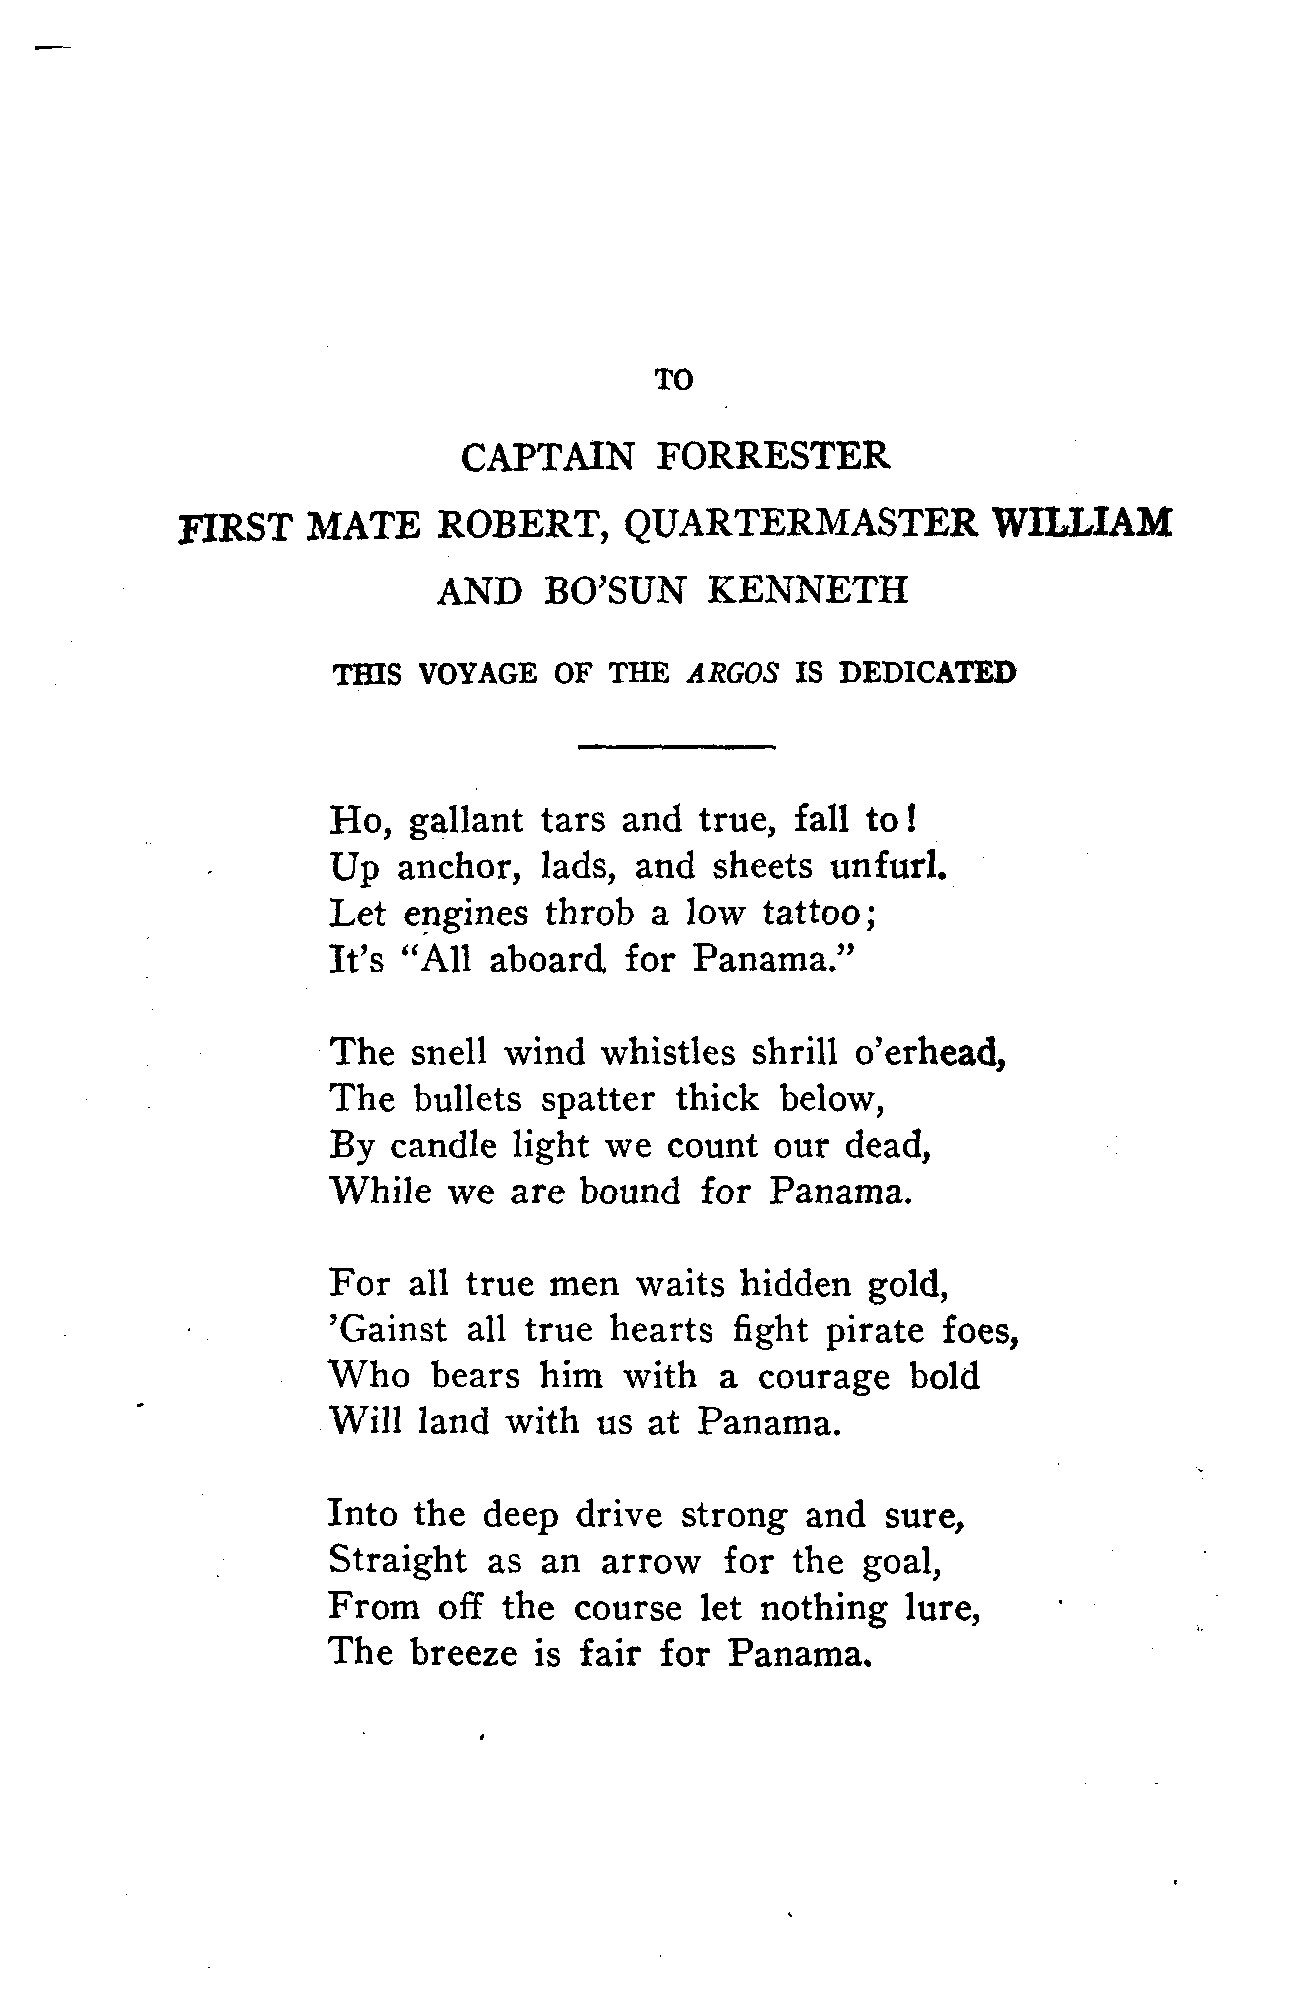 TO
CAPTAIN FORRESTER
FIRST MATE ROBERT, QUARTERMASTER WILLIAM
AND BO'SUN KENNETH
THIS VOYAGE OF THE ARGOS IS DEDICATED
Ho, gallant tars and true, fall to!
Up anchor, lads, and sheets unfurl.
Let engines throb a low tattoo;
It's “All aboard for Panama.”
The snell wind whistles shrill o'erhead,
The bullets spatter thick below,
By candle light we count our dead,
While we are bound for Panama.
For all true men waits hidden gold,
'Gainst all true hearts fight pirate foes,
Who bears him with a courage bold
Will land with us at Panama.
Into the deep drive strong and sure,
Straight as an arrow for the goal,
From off the course let nothing lure,
The breeze is fair for Panama.